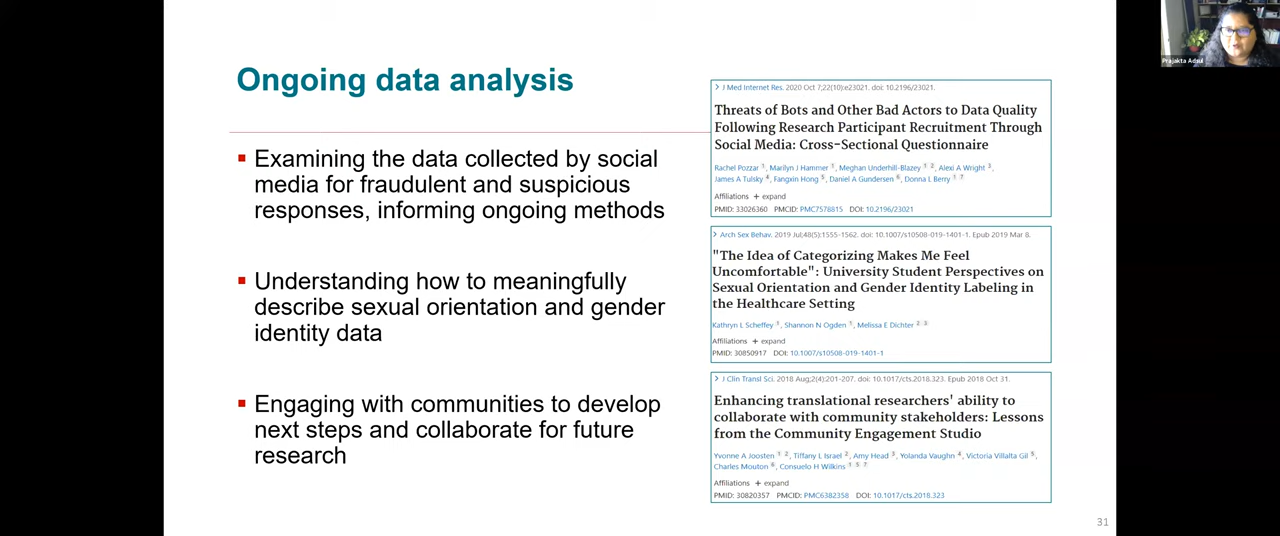 Ongoing data analysis
▪ Examining the data collected by social
media for fraudulent and suspicious
responses, informing ongoing methods
▪ Understanding how to meaningfully
describe sexual orientation and gender
identity data
▪ Engaging with communities to develop
next steps and collaborate for future
research
> J Med Internet Res. 2020 Oct 7;22(10):e23021. doi: 10.2196/23021.
Threats of Bots and Other Bad Actors to Data Quality
Following Research Participant Recruitment Through
Social Media: Cross-Sectional Questionnaire
Rachel Pozzar 1, Marilyn J Hammer 1, Meghan Underhill-Blazey 1 2, Alexi A Wright 3,
James A Tulsky 4, Fangxin Hong 5, Daniel A Gundersen 6, Donna L Berry 1 7
Affiliations + expand
PMID: 33026360 PMCID: PMC7578815 DOI: 10.2196/23021
> Arch Sex Behav. 2019 Jul;48(5):1555-1562. doi: 10.1007/s10508-019-1401-1. Epub 2019 Mar 8.
"The Idea of Categorizing Makes Me Feel
Uncomfortable": University Student Perspectives on
Sexual Orientation and Gender Identity Labeling in
the Healthcare Setting
Kathryn L Scheffey 1, Shannon N Ogden 1, Melissa E Dichter 2 3
Affiliations + expand
PMID: 30850917 DOI: 10.1007/s10508-019-1401-1
> J Clin Transl Sci. 2018 Aug;2(4):201-207. doi: 10.1017/cts.2018.323. Epub 2018 Oct 31.
Enhancing translational researchers' ability to
collaborate with community stakeholders: Lessons
from the Community Engagement Studio
Yvonne A Joosten 1 2, Tiffany L Israel 2, Amy Head 3, Yolanda Vaughn 4, Victoria Villalta Gil 5,
Charles Mouton 6, Consuelo H Wilkins 1 5 7
Affiliations + expand
PMID: 30820357 PMCID: PMC6382358 DOI: 10.1017/cts.2018.323
31
Prajakta Adsul